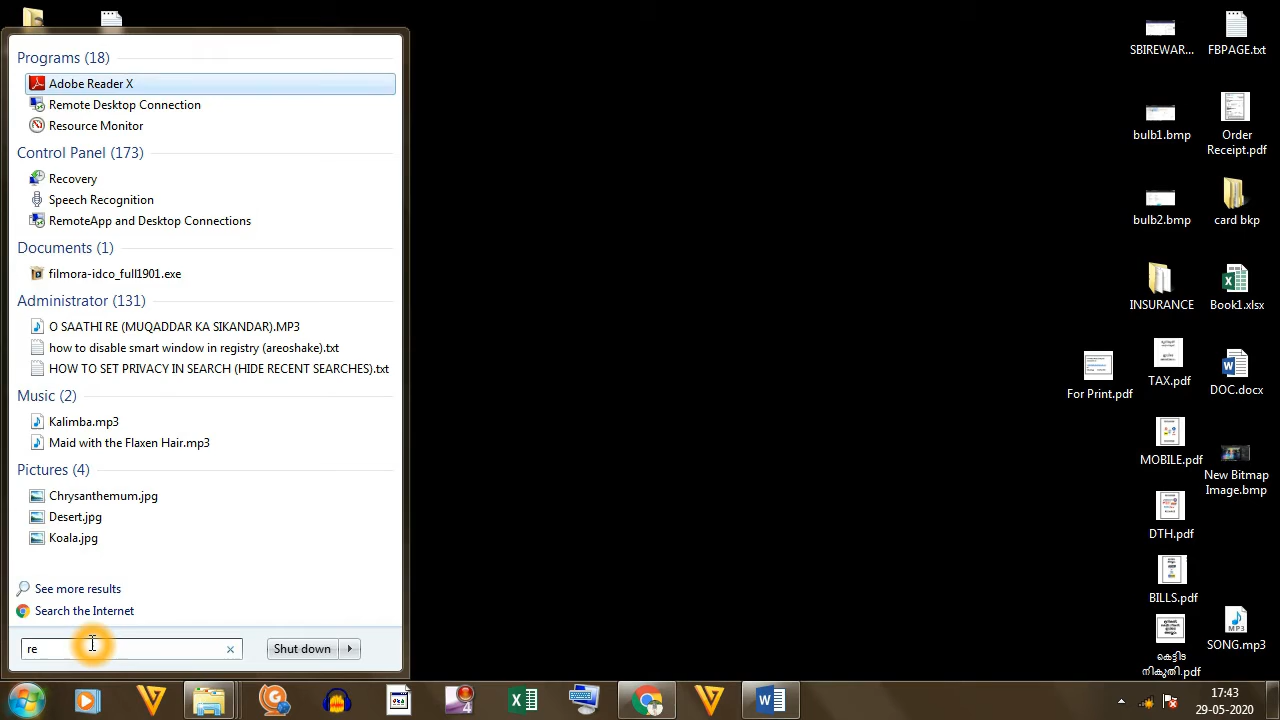 Programs (18)
Adobe Reader X
Remote Desktop Connection
Resource Monitor
Control Panel (173)
Recovery
Speech Recognition
RemoteApp and Desktop Connections
Documents (1)
filmora-idco_full1901.exe
Administrator (131)
O SAATHI RE (MUQADDAR KA SIKANDAR).MP3
how to disable smart window in registry (areoshake).txt
HOW TO SET PRIVACY IN SEARCH (HIDE RECENT SEARCHES).txt
Music (2)
Kalimba.mp3
Maid with the Flaxen Hair.mp3
Pictures (4)
Chrysanthemum.jpg
Desert.jpg
Koala.jpg
See more results
Search the Internet
re
Shut down
SBIREWAR...
FBPAGE.txt
bulb1.bmp
Order
Receipt.pdf
bulb2.bmp
card bkp
INSURANCE
Book1.xlsx
For Print.pdf
TAX.pdf
DOC.docx
MOBILE.pdf
New Bitmap
Image.bmp
DTH.pdf
BILLS.pdf
MP3
SONG.mp3
കെട്ടിട
നികുതി.pdf
17:43
29-05-2020